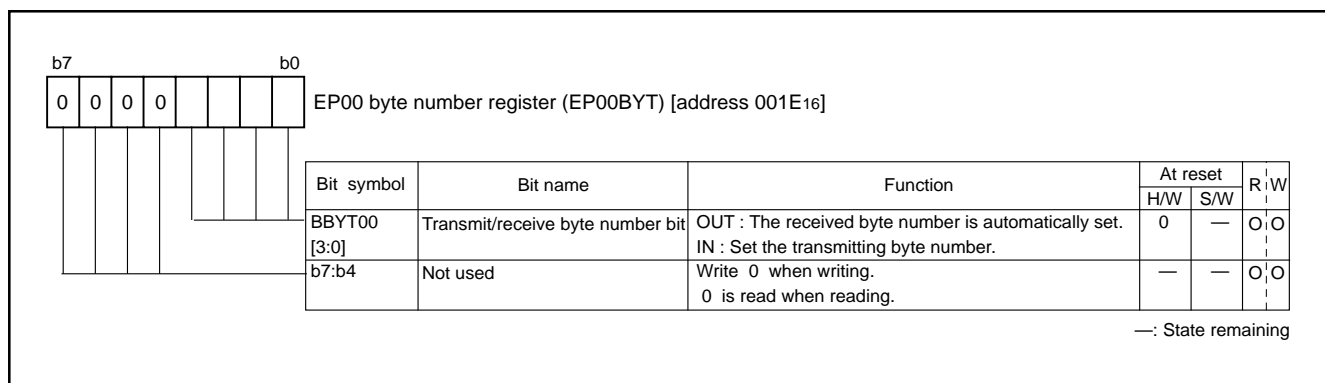 b7 b0
0 0 0 0
EP00 byte number register (EP00BYT) [address 001E16]
Bit symbol Bit name Function At reset R W
H/W S/W
BBYT00 Transmit/receive byte number bit OUT : The received byte number is automatically set. 0 — O O
[3:0] IN : Set the transmitting byte number.
b7:b4 Not used Write 0 when writing. — — O O
0 is read when reading.
—: State remaining